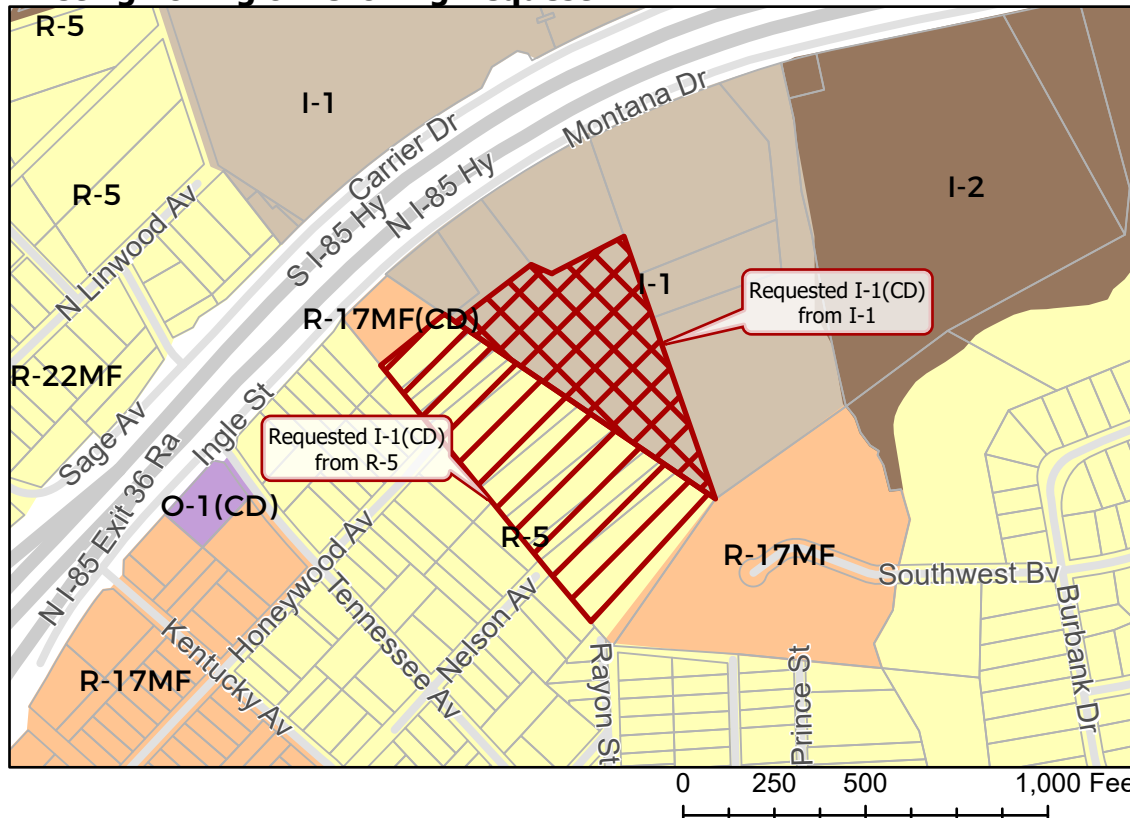 R-5
I-1
Carrier Dr
Montana Dr
N I-85 Hy
S I-85 Hy
R-5
I-2
N Linwood Av
I-1
Requested I-1(CD)
from I-1
R-17MF(CD)
R-22MF
Sage Av
Ingle St
Requested I-1(CD)
from R-5
N I-85 Exit 36 Ra
O-1(CD)
R-5
R-17MF
Southwest Bv
Honeywood Av
Tennessee Av
Nelson Av
Kentucky Av
R-17MF
Rayon St
Prince St
Burbank Dr
0 250 500 1,000 Fee